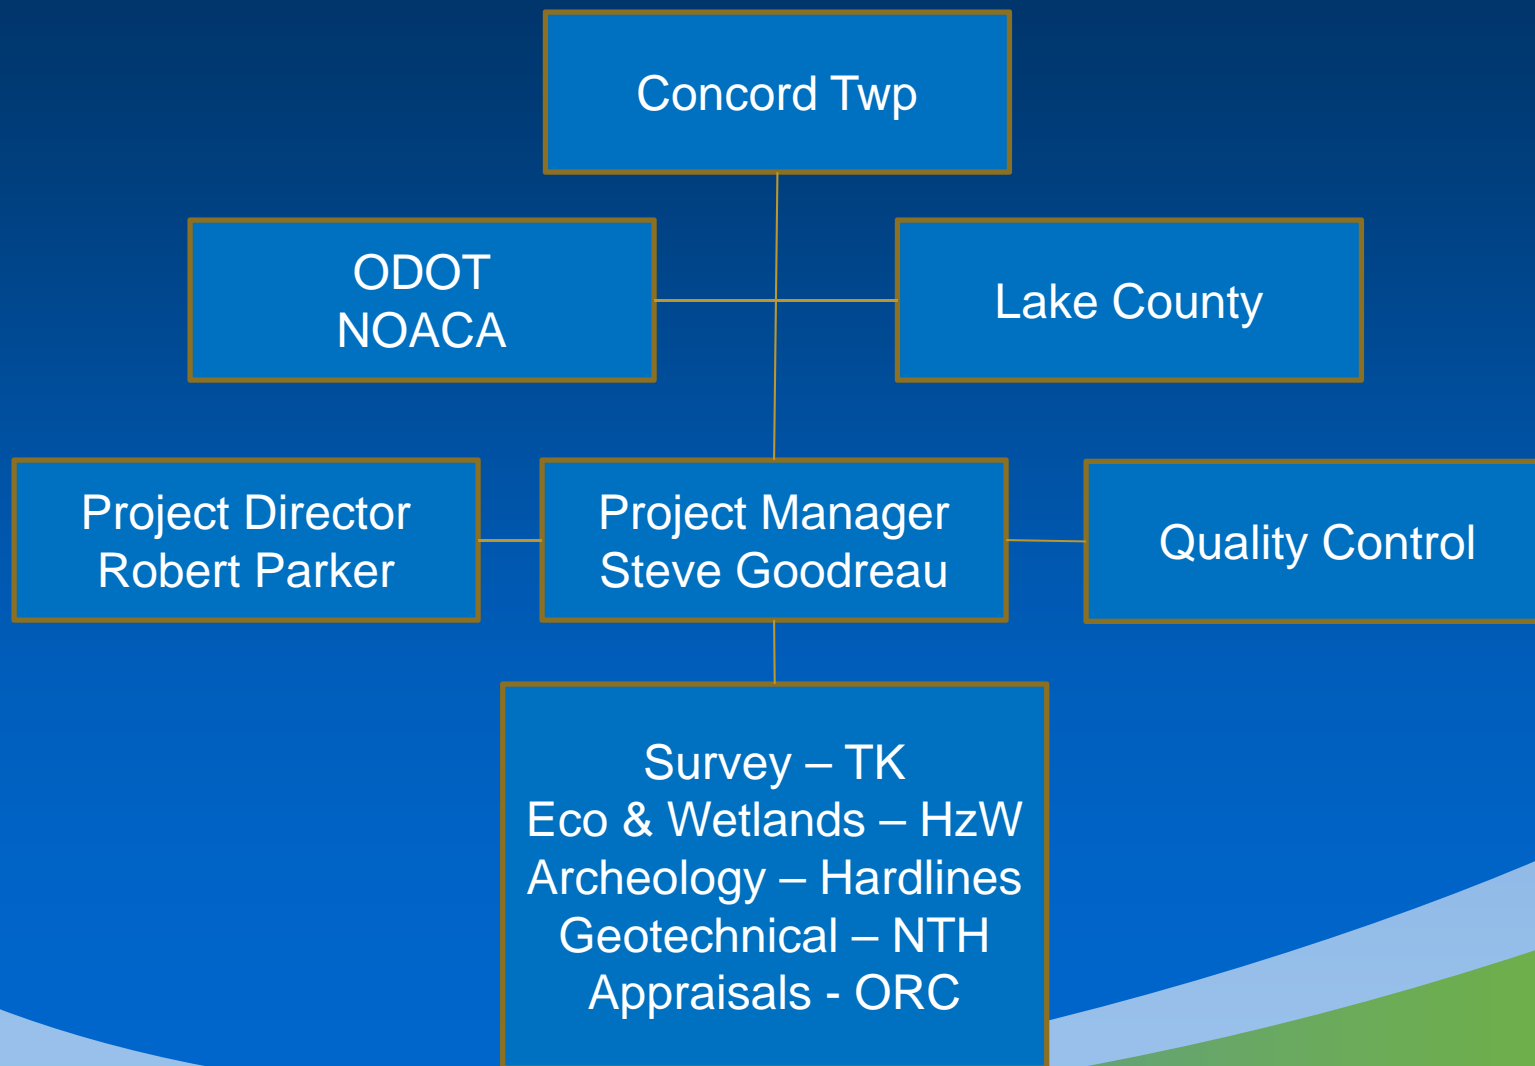 Concord Twp
ODOT
NOACA
Lake County
Project Director
Robert Parker
Project Manager
Steve Goodreau
Quality Control
Survey – TK
Eco & Wetlands – HzW
Archeology – Hardlines
Geotechnical – NTH
Appraisals - ORC